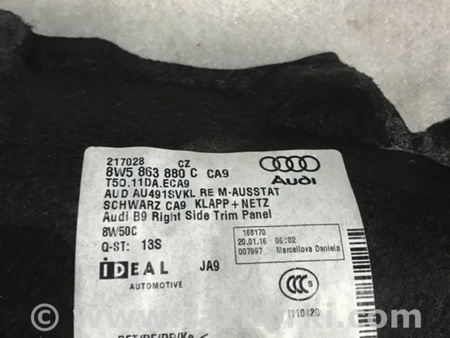 217028 CZ
8W5 863 880 C CA9
T50.11DA.ECA9
AUD AU491SVKL RE M-AUSSTAT
SCHWARZ CA9 KLAPP+NETZ
Audi B9 Right Side Trim Panel
8W50C
Q-ST: 13S
IDEAL JA9
AUTOMOTIVE
Audi
168170
20.01.16 06:02
007997 Marcellova Daniela
CCC S